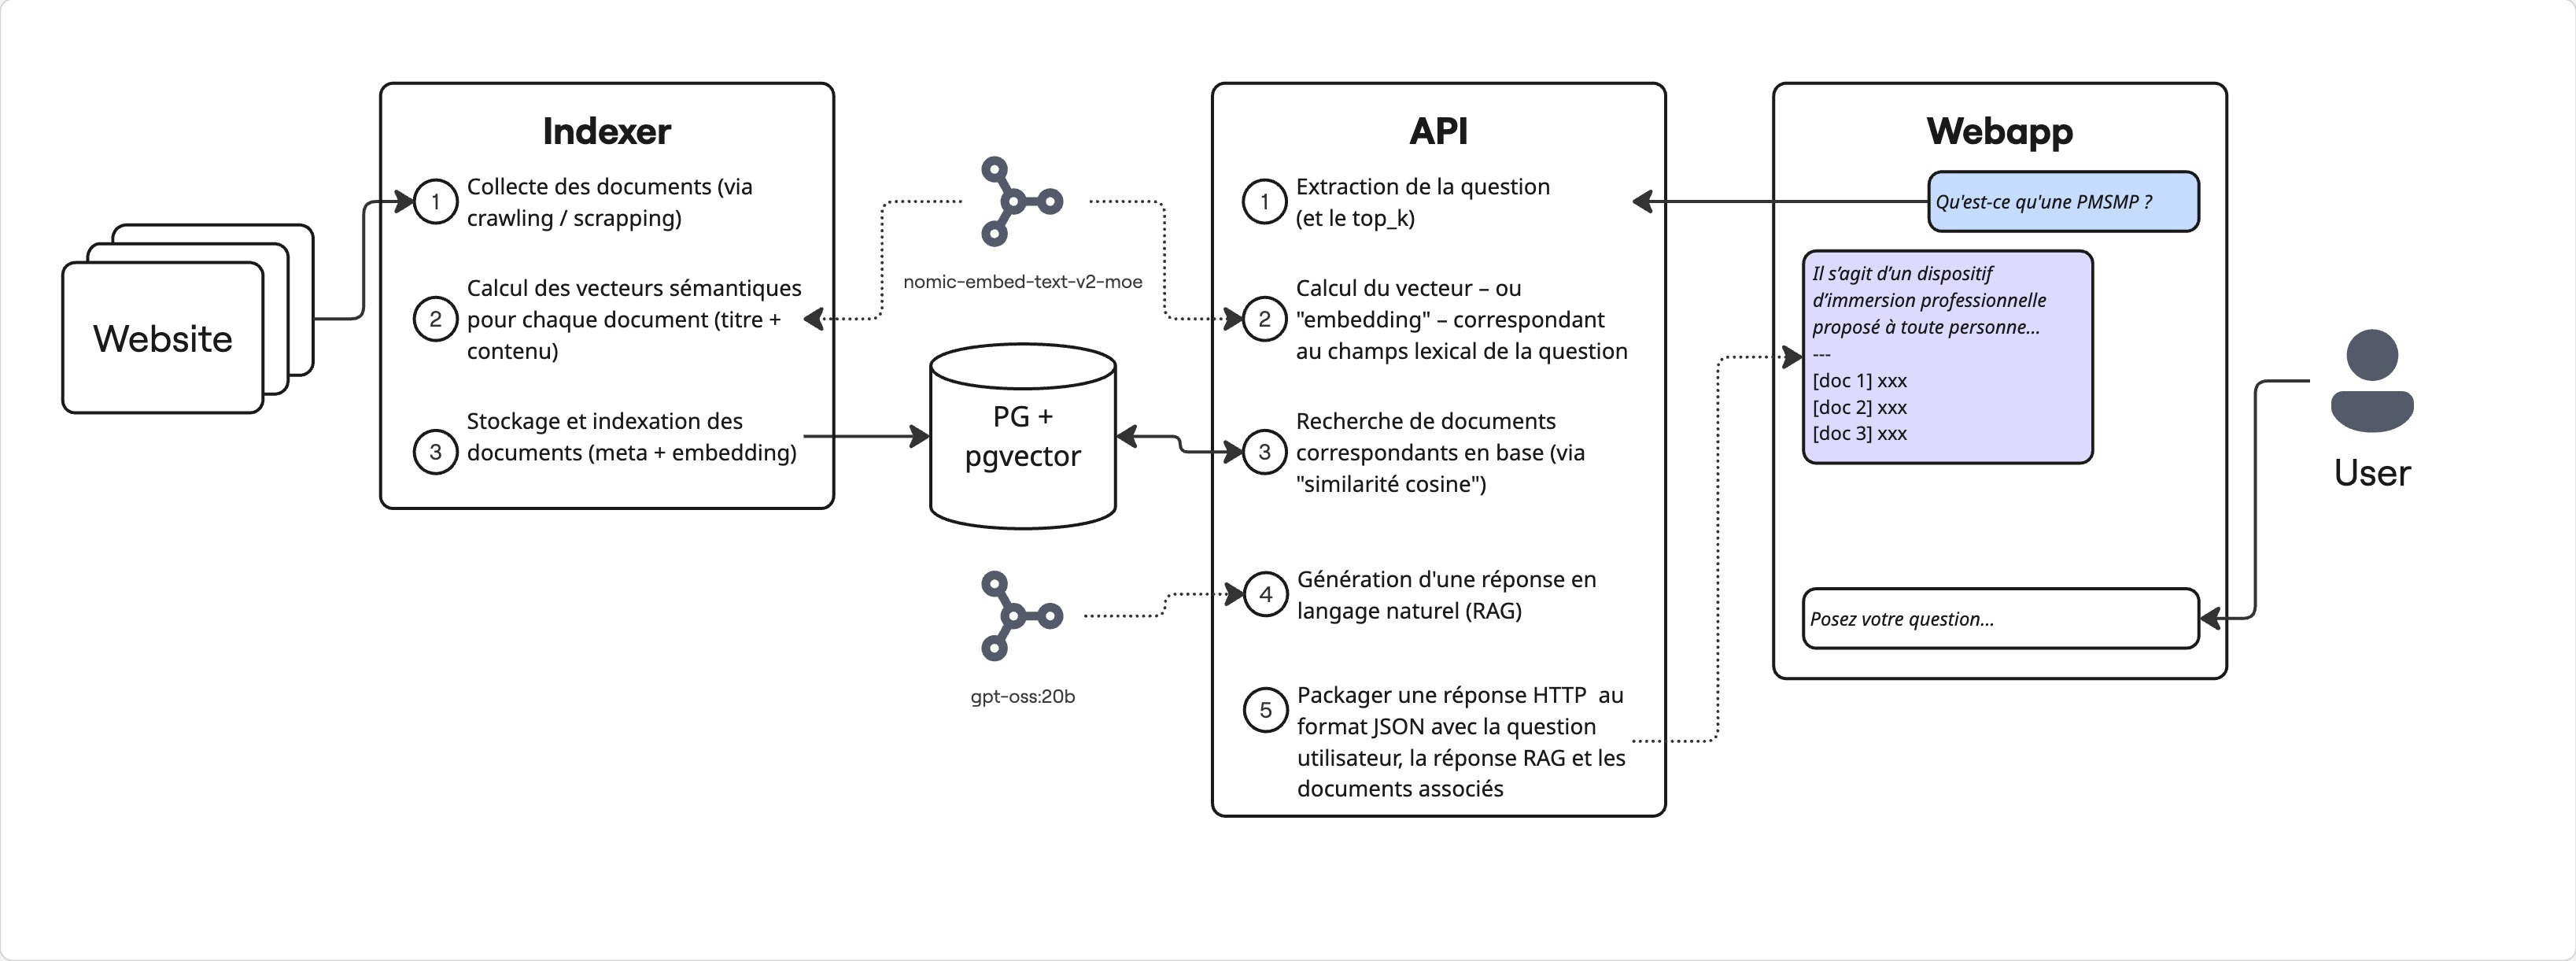 Website
Indexer
1
Collecte des documents (via
crawling / scrapping)
2
Calcul des vecteurs sémantiques
pour chaque document (titre +
contenu)
3
Stockage et indexation des
documents (meta + embedding)
nomic-embed-text-v2-moe
PG +
pgvector
gpt-oss:20b
API
1
Extraction de la question
(et le top_k)
2
Calcul du vecteur – ou
"embedding" – correspondant
au champs lexical de la question
3
Recherche de documents
correspondants en base (via
"similarité cosine")
4
Génération d'une réponse en
langage naturel (RAG)
5
Packager une réponse HTTP  au
format JSON avec la question
utilisateur, la réponse RAG et les
documents associés
Webapp
Qu'est-ce qu'une PMSMP ?
Il s’agit d’un dispositif
d’immersion professionnelle
proposé à toute personne...
---
[doc 1] xxx
[doc 2] xxx
[doc 3] xxx
Posez votre question...
User